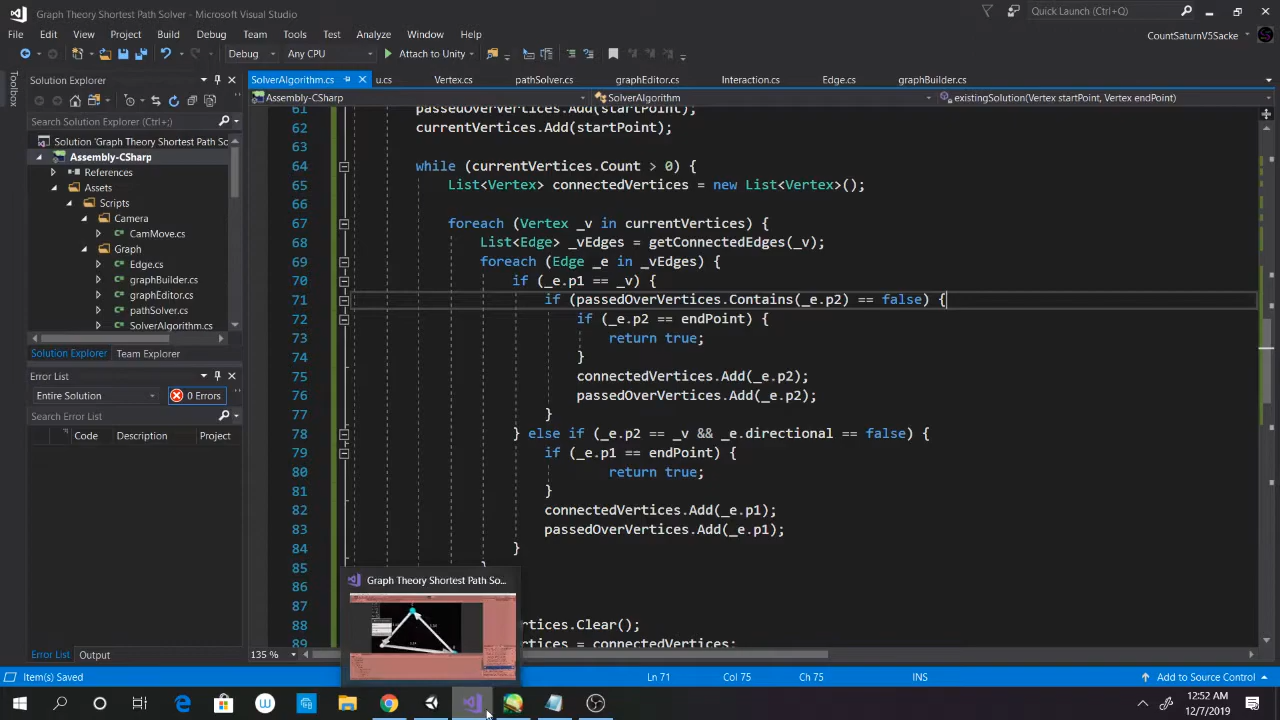 Graph Theory Shortest Path Solver - Microsoft Visual Studio
Quick Launch (Ctrl+;)
File Edit View Project Build Debug Team Tools Test Analyze Window Help
CountSaturnV5Sacke
Debug Any CPU Attach to Unity
Toolbox
Solution Explorer
Search Solution Explorer (Ctrl+;)
Solution 'Graph Theory Shortest Path So
Assembly-CSharp
References
Assets
Scripts
Camera
CamMove.cs
Graph
Edge.cs
graphBuilder.cs
graphEditor.cs
pathSolver.cs
SolverAlgorithm.cs
Solution Explorer Team Explorer
Error List
Entire Solution 0 Errors
Search Error List
Code Description Project
Error List Output
SolverAlgorithm.cs u.cs Vertex.cs pathSolver.cs graphEditor.cs Interaction.cs Edge.cs graphBuilder.cs
Assembly-CSharp SolverAlgorithm existingSolution(Vertex startPoint, Vertex endPoint)
61 passedOverVertices.Add(startPoint);
62 currentVertices.Add(startPoint);
63
64 while (currentVertices.Count > 0) {
65 List<Vertex> connectedVertices = new List<Vertex>();
66
67 foreach (Vertex _v in currentVertices) {
68 List<Edge> _vEdges = getConnectedEdges(_v);
69 foreach (Edge _e in _vEdges) {
70 if (_e.p1 == _v) {
71 if (passedOverVertices.Contains(_e.p2) == false) {
72 if (_e.p2 == endPoint) {
73 return true;
74 }
75 connectedVertices.Add(_e.p2);
76 passedOverVertices.Add(_e.p2);
77 }
78 } else if (_e.p2 == _v && _e.directional == false) {
79 if (_e.p1 == endPoint) {
80 return true;
81 }
82 connectedVertices.Add(_e.p1);
83 passedOverVertices.Add(_e.p1);
84 }
85 }
86
87
88 rtices.Clear();
89 rtices = connectedVertices;
Graph Theory Shortest Path So...
135 %
Item(s) Saved Ln 71 Col 75 Ch 75 INS Add to Source Control
12:52 AM
12/7/2019